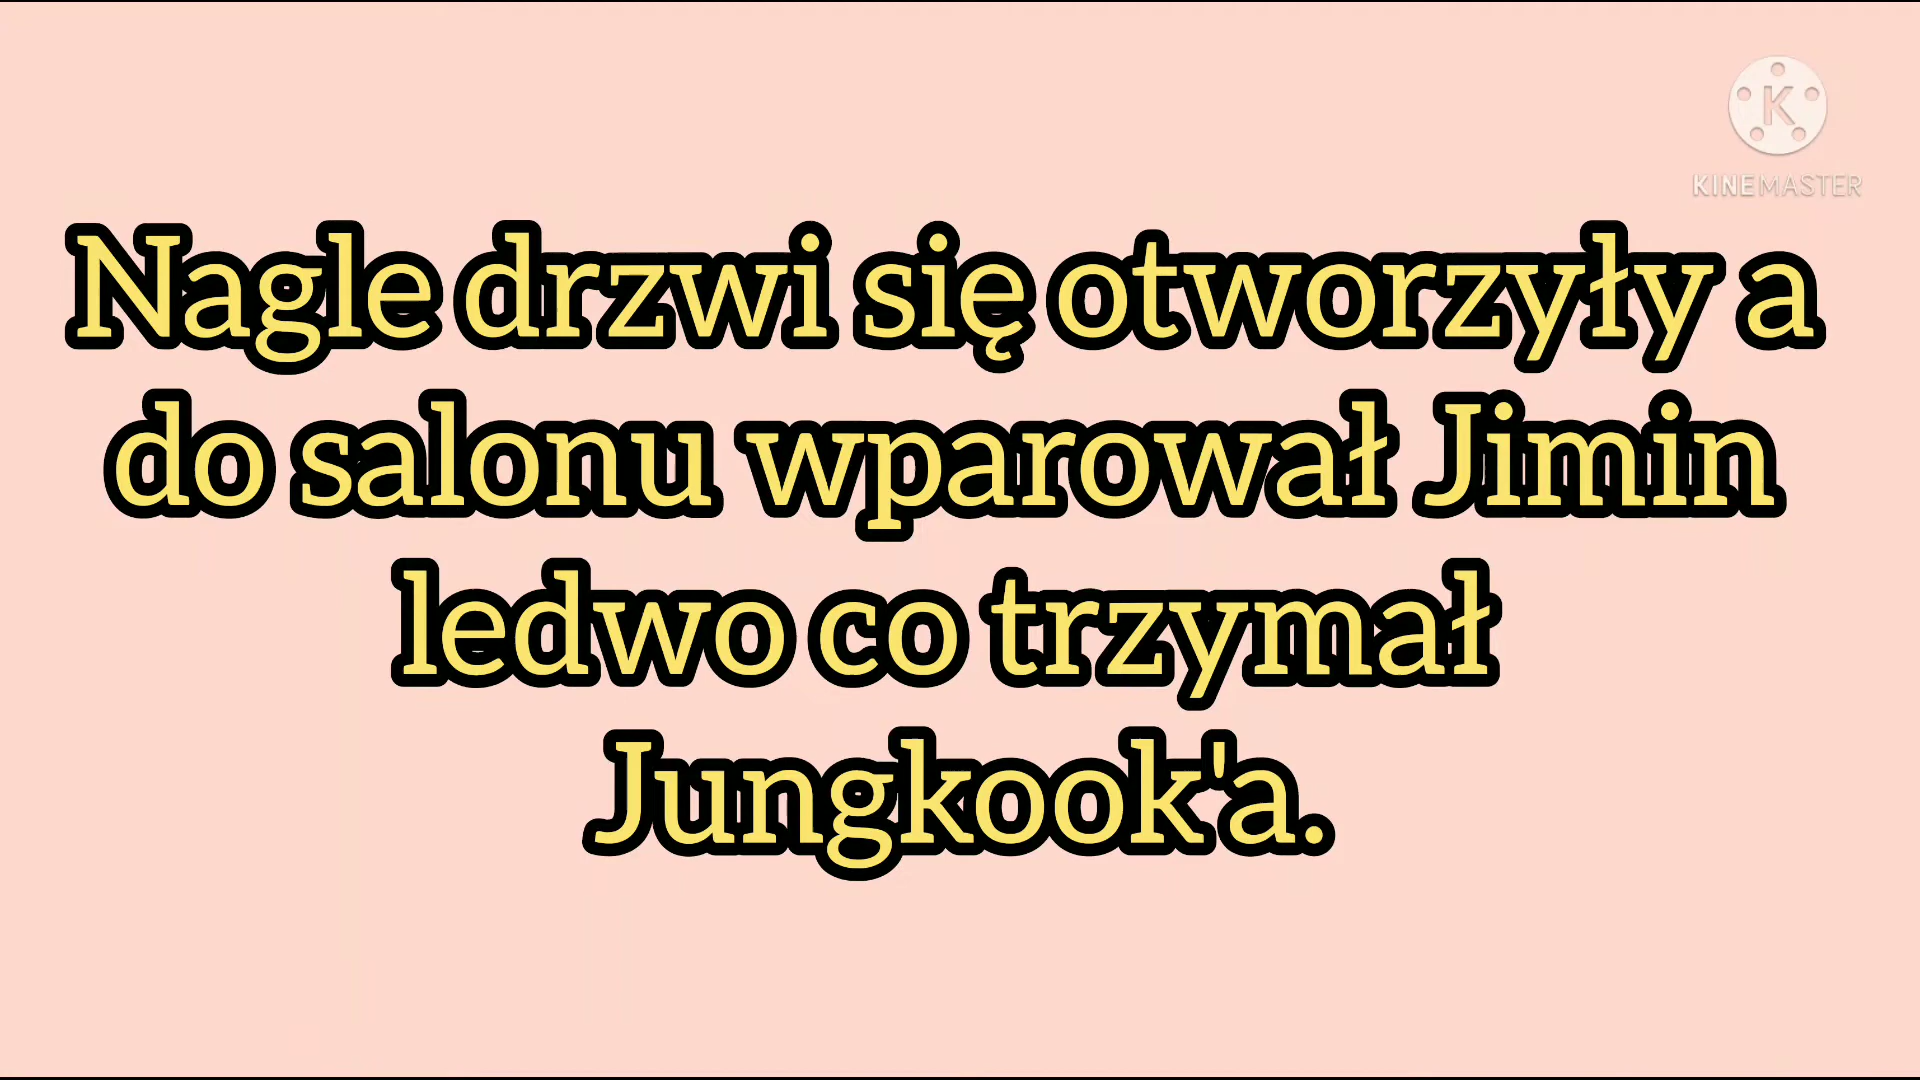 KINEMASTER
Nagle drzwi się otworzyły a
do salonu wparował Jimin
ledwo co trzymał
Jungkook'a.